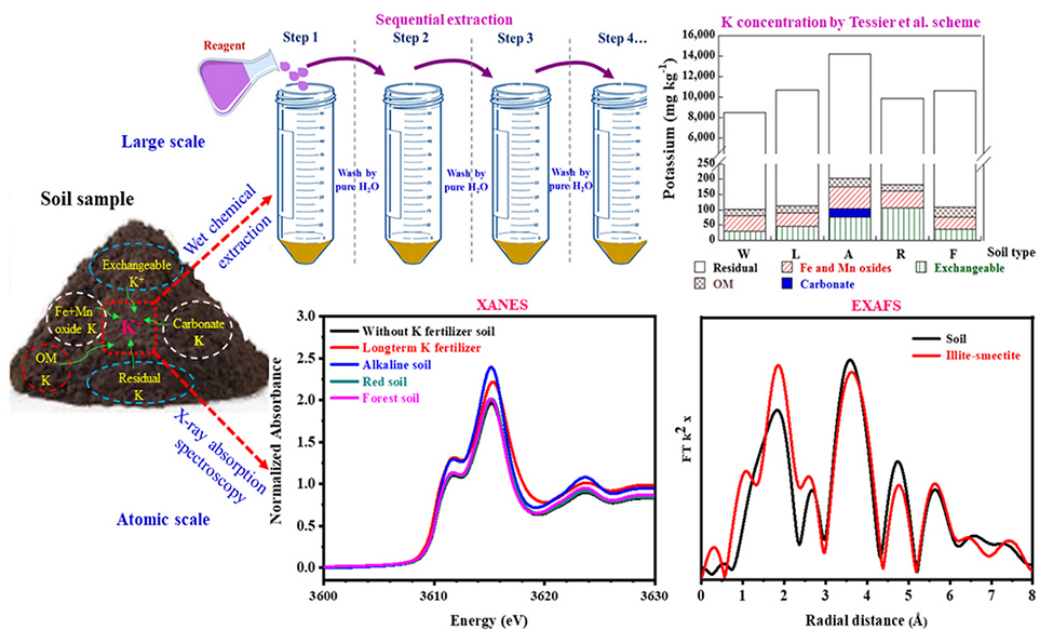 Sequential extraction
Step 1
Step 2
Step 3
Step 4...
Reagent
Large scale
Wash by
pure H₂O
Wash by
pure H₂O
Wash by
pure H₂O
Soil sample
Wet chemical
extraction
Exchangeable
K⁺
Fe+Mn
oxide K
K
Carbonate
K
OM
K
Residual
K
X-ray absorption
spectroscopy
Atomic scale
K concentration by Tessier et al. scheme
Potassium (mg kg⁻¹)
16,000
14,000
12,000
10,000
8,000
6,000
250
200
150
100
50
0
W L A R F Soil type
Residual Fe and Mn oxides Exchangeable
OM Carbonate
XANES
Normalized Absorbance
3.0
2.5
2.0
1.5
1.0
0.5
0.0
Without K fertilizer soil
Longterm K fertilizer
Alkaline soil
Red soil
Forest soil
3600 3610 3620 3630
Energy (eV)
EXAFS
FT k² x
Soil
Illite-smectite
0 1 2 3 4 5 6 7 8
Radial distance (Å)